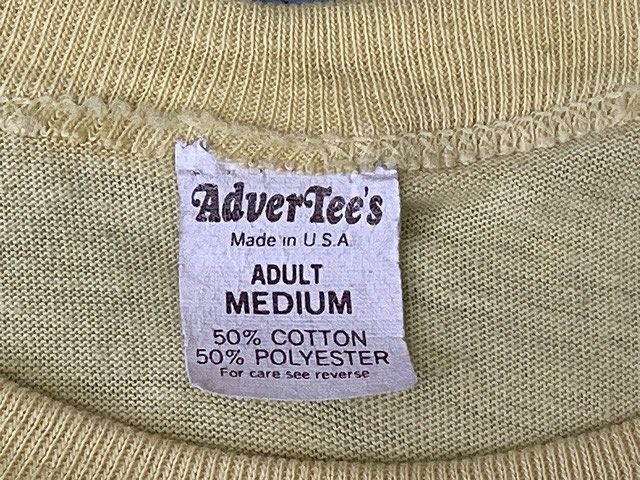 AdverTee's
Made in U.S.A.
ADULT
MEDIUM
50% COTTON
50% POLYESTER
For care see reverse